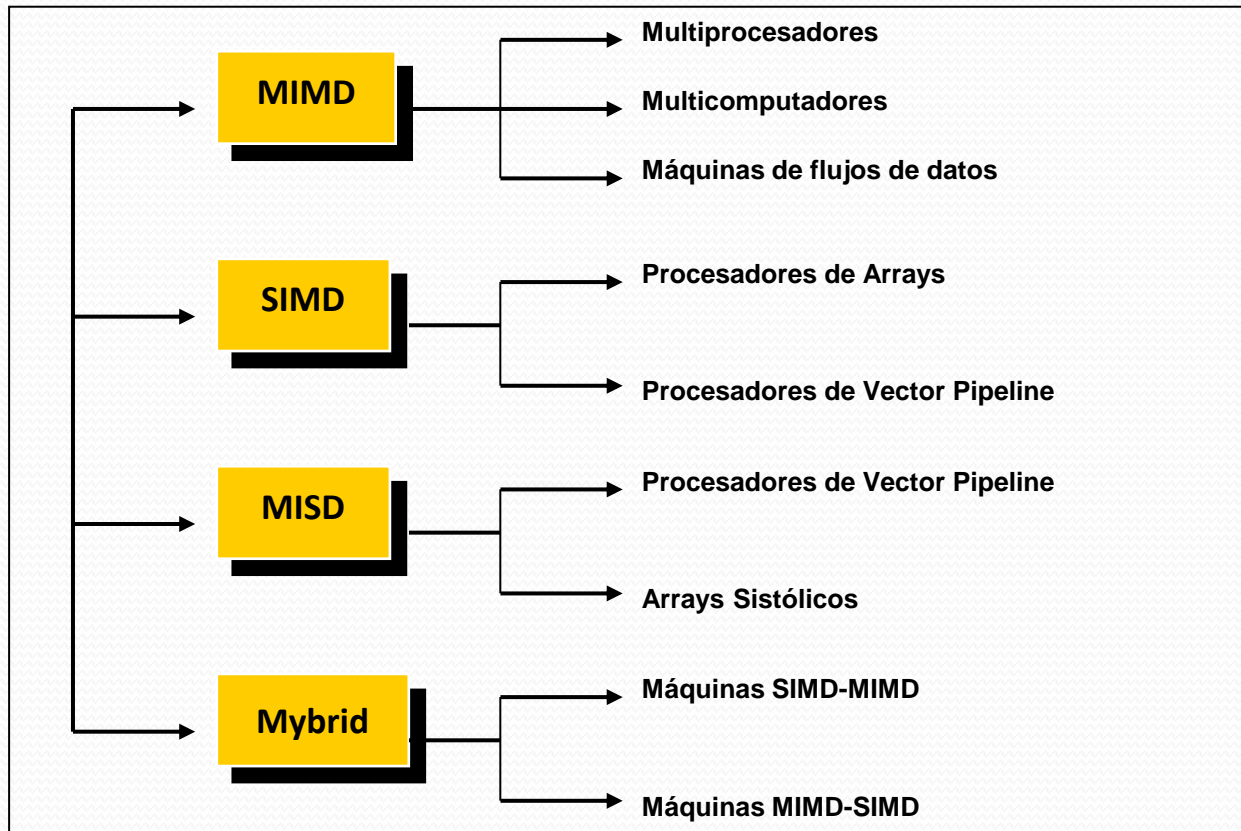 MIMD
Multiprocesadores
Multicomputadores
Máquinas de flujos de datos
SIMD
Procesadores de Arrays
Procesadores de Vector Pipeline
MISD
Procesadores de Vector Pipeline
Arrays Sistólicos
Mybrid
Máquinas SIMD-MIMD
Máquinas MIMD-SIMD